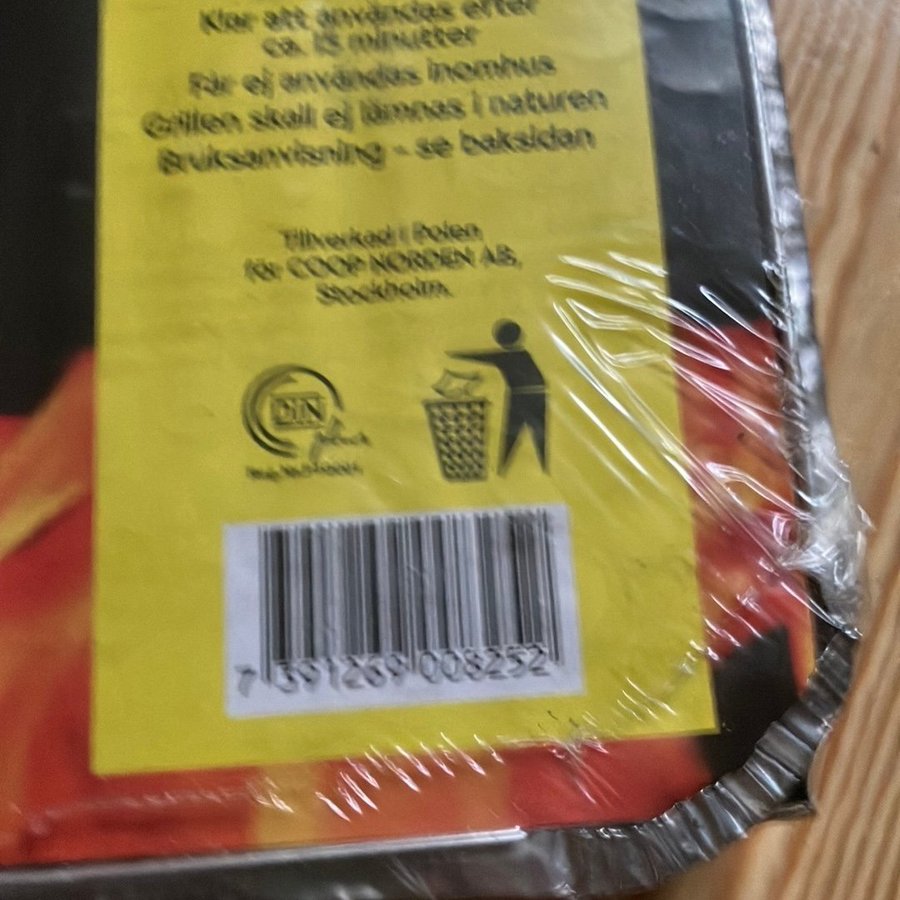 Klar att användas efter
ca. 15 minutter
Får ej användas inomhus
Grillen skall ej lämnas i naturen
Bruksanvisning - se baksidan
Tillverkad i Polen
för COOP NORDEN AB,
Stockholm.
DIN
7 391269 008252